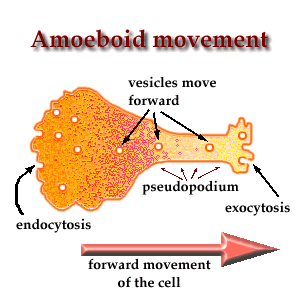 Amoeboid movement
vesicles move
forward
pseudopodium
exocytosis
endocytosis
forward movement
of the cell